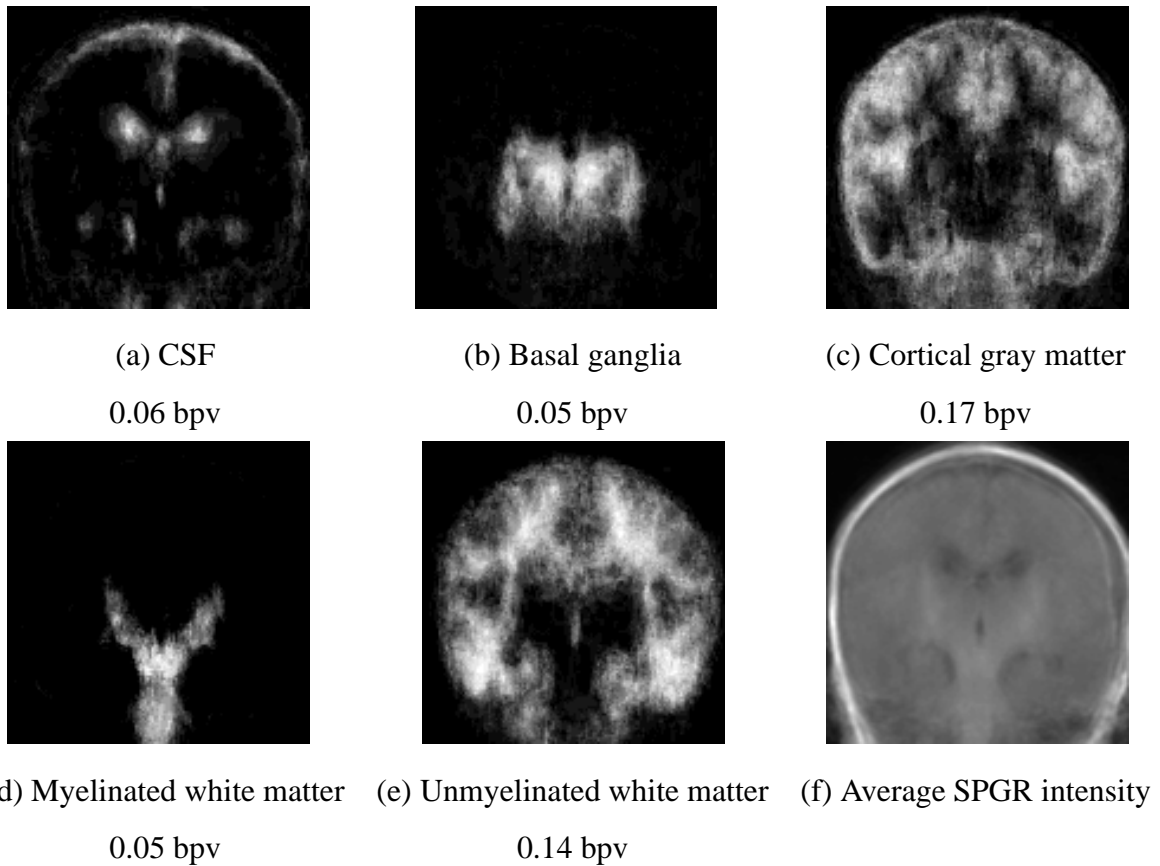 (a) CSF
(b) Basal ganglia
(c) Cortical gray matter
0.06 bpv
0.05 bpv
0.17 bpv
d) Myelinated white matter
(e) Unmyelinated white matter
(f) Average SPGR intensity
0.05 bpv
0.14 bpv